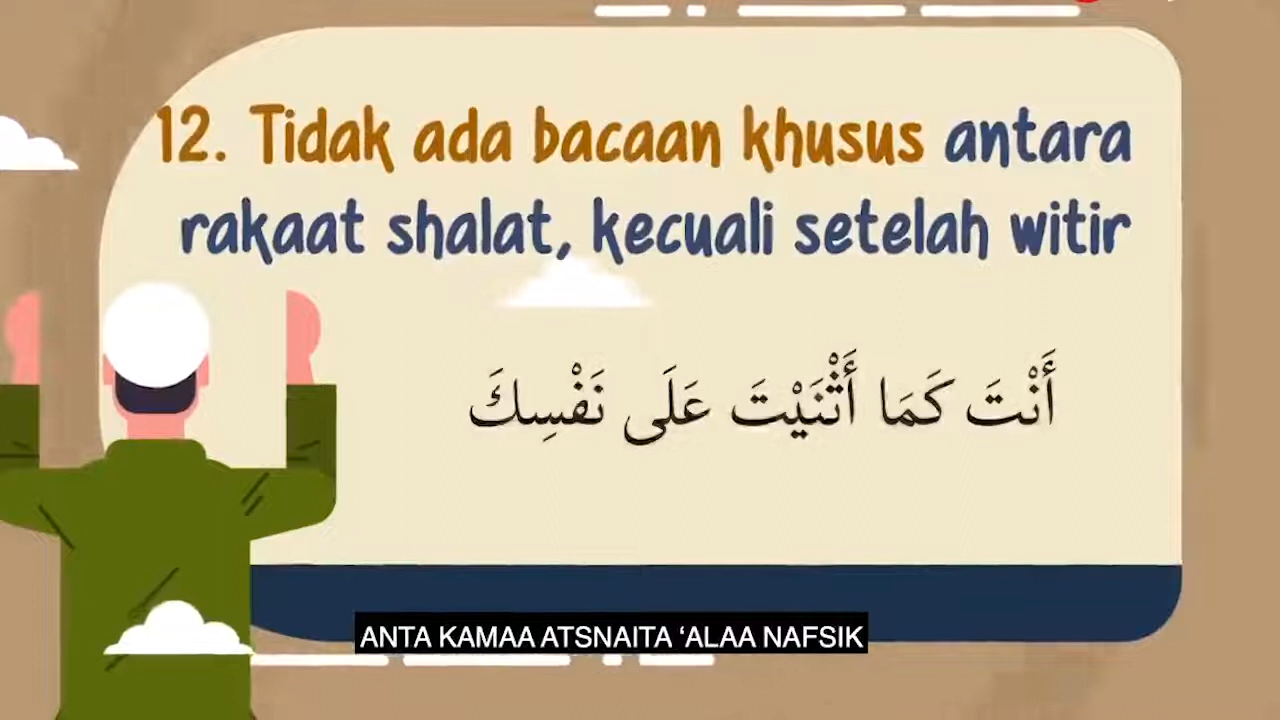 12. Tidak ada bacaan khusus antara
rakaat shalat, kecuali setelah witir
أَنْتَ كَمَا أَثْنَيْتَ عَلَى نَفْسِكَ
ANTA KAMAA ATSNAITA ‘ALAA NAFSIK